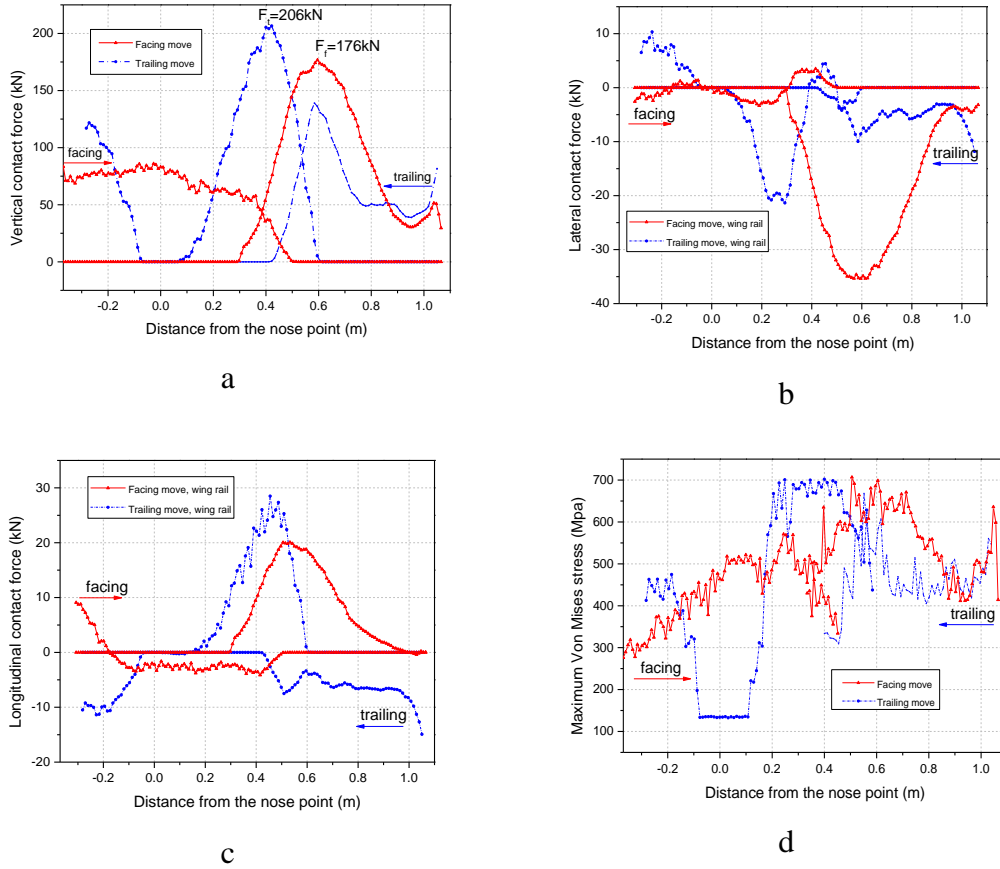 F_f=206kN
F_f=176kN
Facing move
Trailing move
facing
trailing
200
150
100
50
0
Vertical contact force (kN)
-0.2 0.0 0.2 0.4 0.6 0.8 1.0
Distance from the nose point (m)
a
10
0
-10
-20
-30
-40
Lateral contact force (kN)
facing
trailing
Facing move, wing rail
Trailing move, wing rail
-0.2 0.0 0.2 0.4 0.6 0.8 1.0
Distance from the nose point (m)
b
30
20
10
0
-10
-20
Longitudinal contact force (kN)
Facing move, wing rail
Trailing move, wing rail
facing
trailing
-0.2 0.0 0.2 0.4 0.6 0.8 1.0
Distance from the nose point (m)
c
700
600
500
400
300
200
100
Maximum Von Mises stress (Mpa)
trailing
facing
Facing move
Trailing move
-0.2 0.0 0.2 0.4 0.6 0.8 1.0
Distance from the nose point (m)
d